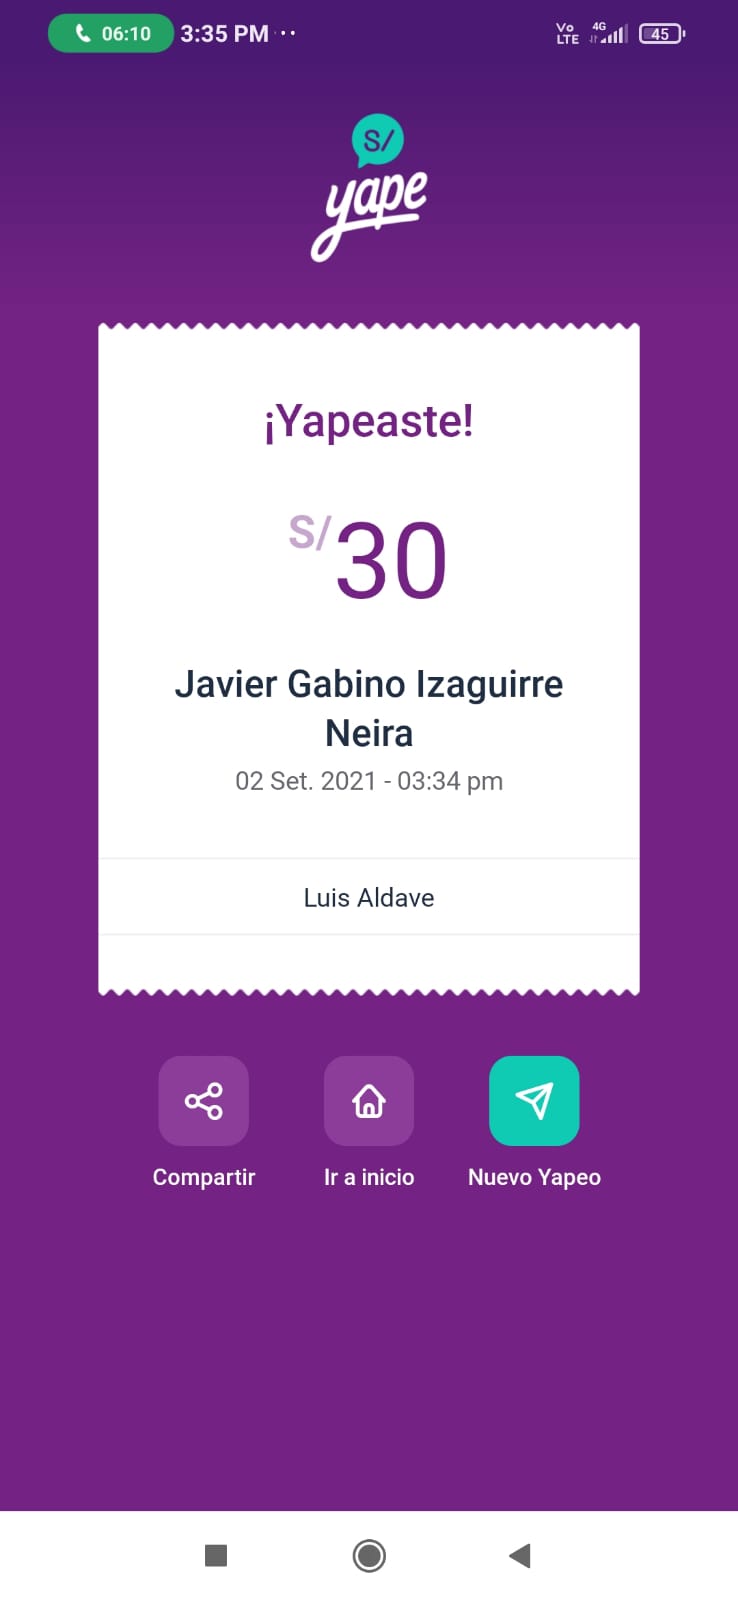 06:10 3:35 PM
Vo LTE 4G 45
S/
yape
¡Yapeaste!
S/ 30
Javier Gabino Izaguirre
Neira
02 Set. 2021 - 03:34 pm
Luis Aldave
Compartir Ir a inicio Nuevo Yapeo